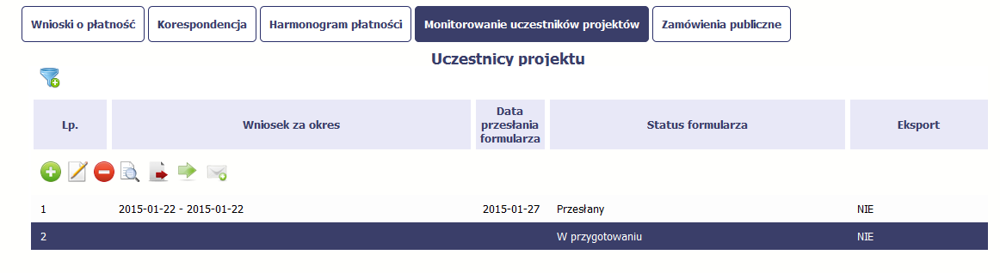 Wnioski o płatność Korespondencja Harmonogram płatności Monitorowanie uczestników projektów Zamówienia publiczne
Uczestnicy projektu
Lp. Wniosek za okres Data przesłania formularza Status formularza Eksport
1 2015-01-22 - 2015-01-22 2015-01-27 Przesłany NIE
2 W przygotowaniu NIE